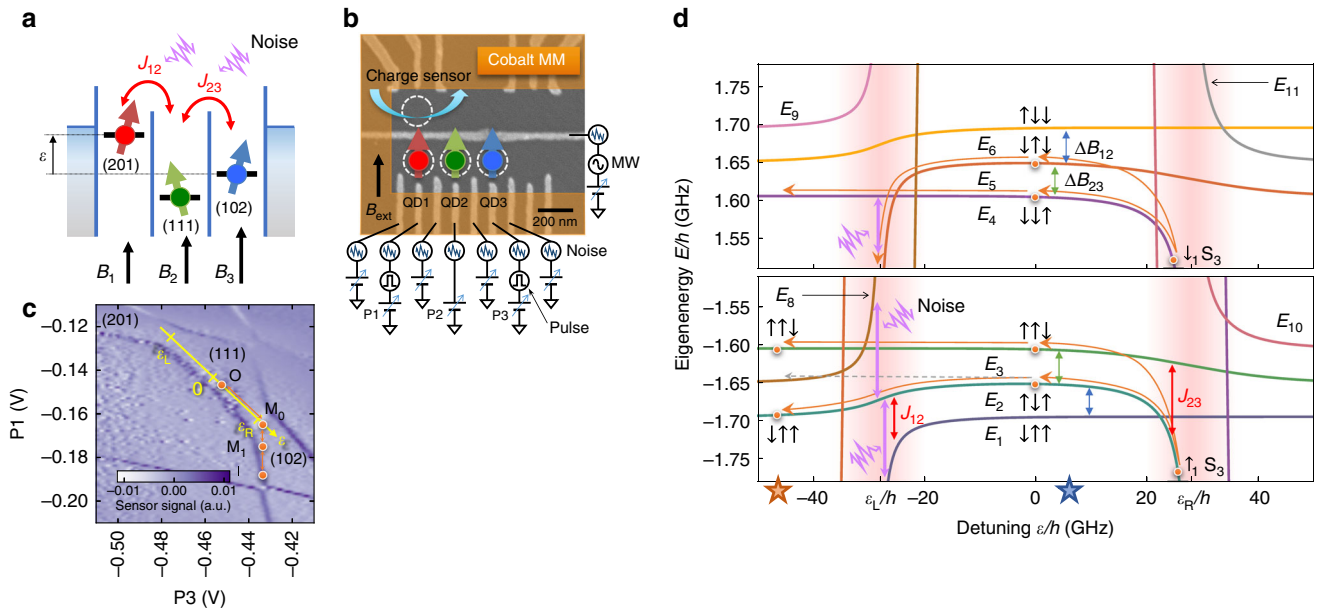 a
Noise
J12
J23
ε
(201)
(111)
(102)
B1
B2
B3
b
Cobalt MM
Charge sensor
MW
Bext
QD1
QD2
QD3
200 nm
Noise
P1
P2
P3
Pulse
c
(201)
(111)
εL
0
O
M0
εR
ε
M1
(102)
−0.01
0.00
0.01
Sensor signal (a.u.)
−0.12
−0.14
−0.16
−0.18
−0.20
P1 (V)
−0.50
−0.48
−0.46
−0.44
−0.42
P3 (V)
d
1.78
1.70
1.65
1.60
1.55
E9
E11
↑↓↓
E6
↓↑↓
ΔB12
E5
ΔB23
E4
↓↓↑
↓1 S3
Eigenenergy E/h (GHz)
−1.55
−1.60
−1.65
−1.70
−1.78
E8
Noise
E10
↑↑↓
↑↑↓
E3
J23
E2
J12
↑↓↑
E1
↓↑↑
↓↑↑
↑1 S3
−40
εL/h
−20
0
20
εR/h
40
Detuning ε/h (GHz)